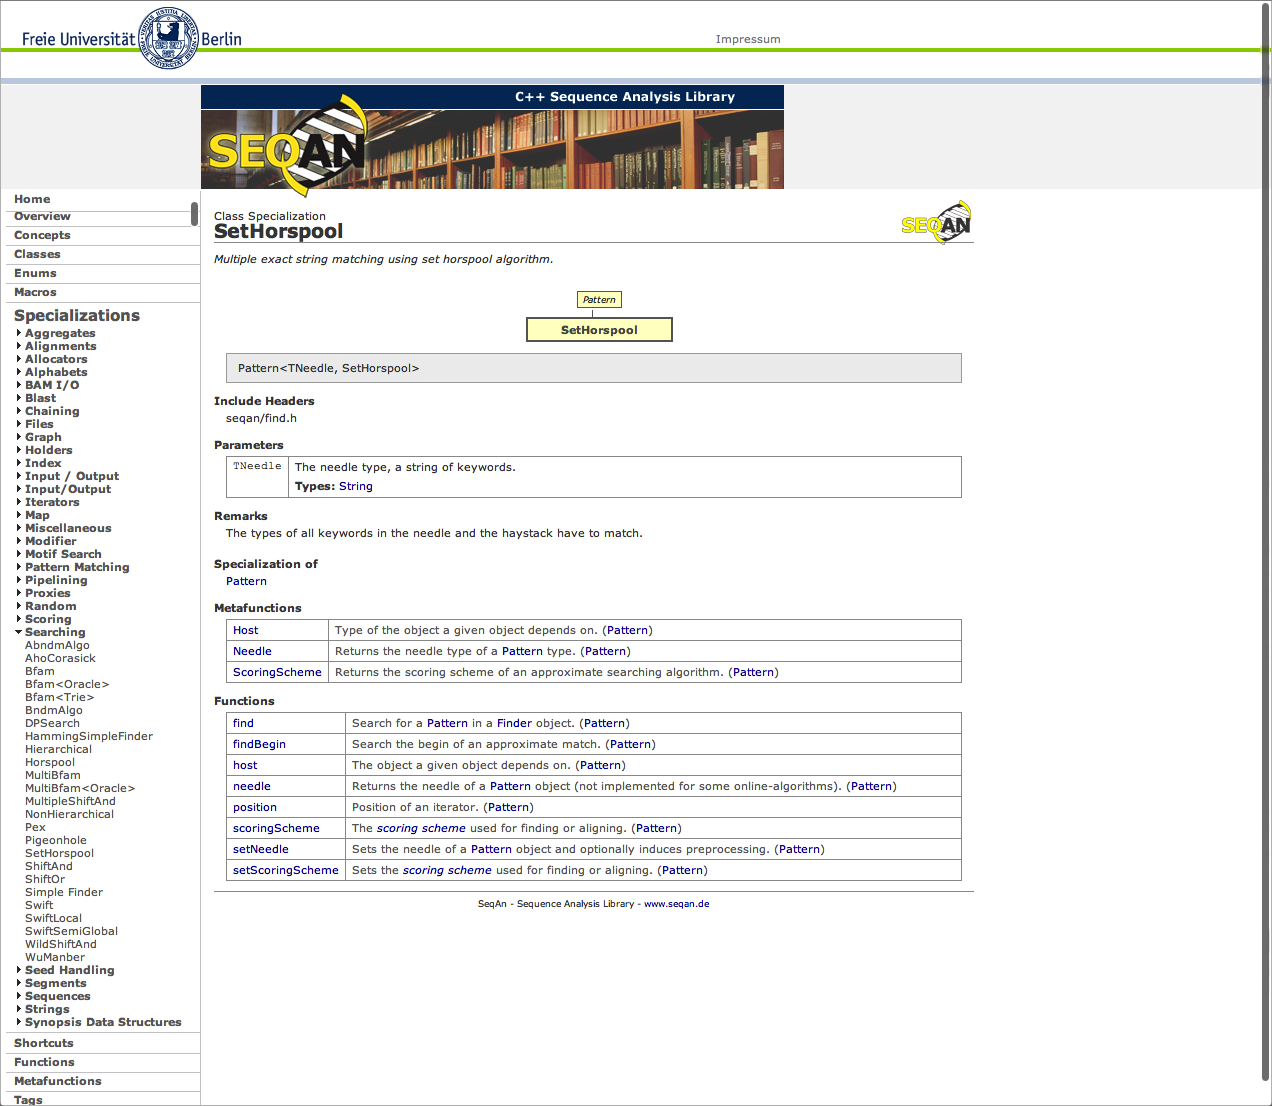 Freie Universität Berlin
Impressum
C++ Sequence Analysis Library
SEQAN
Home
Overview
Concepts
Classes
Enums
Macros
Specializations
Aggregates
Alignments
Allocators
Alphabets
BAM I/O
Blast
Chaining
Files
Graph
Holders
Index
Input / Output
Input/Output
Iterators
Map
Miscellaneous
Modifier
Motif Search
Pattern Matching
Pipelining
Proxies
Random
Scoring
Searching
AbndmAlgo
AhoCorasick
Bfam
Bfam<Oracle>
Bfam<Trie>
BndmAlgo
DPSearch
HammingSimpleFinder
Hierarchical
Horspool
MultiBfam
MultiBfam<Oracle>
MultipleShiftAnd
NonHierarchical
Pex
Pigeonhole
SetHorspool
ShiftAnd
ShiftOr
Simple Finder
Swift
SwiftLocal
SwiftSemiGlobal
WildShiftAnd
WuManber
Seed Handling
Segments
Sequences
Strings
Synopsis Data Structures
Shortcuts
Functions
Metafunctions
Tags
Class Specialization
SetHorspool
SEQAN
Multiple exact string matching using set horspool algorithm.
Pattern
SetHorspool
Pattern<TNeedle, SetHorspool>
Include Headers
seqan/find.h
Parameters
TNeedle The needle type, a string of keywords.
Types: String
Remarks
The types of all keywords in the needle and the haystack have to match.
Specialization of
Pattern
Metafunctions
Host Type of the object a given object depends on. (Pattern)
Needle Returns the needle type of a Pattern type. (Pattern)
ScoringScheme Returns the scoring scheme of an approximate searching algorithm. (Pattern)
Functions
find Search for a Pattern in a Finder object. (Pattern)
findBegin Search the begin of an approximate match. (Pattern)
host The object a given object depends on. (Pattern)
needle Returns the needle of a Pattern object (not implemented for some online-algorithms). (Pattern)
position Position of an iterator. (Pattern)
scoringScheme The scoring scheme used for finding or aligning. (Pattern)
setNeedle Sets the needle of a Pattern object and optionally induces preprocessing. (Pattern)
setScoringScheme Sets the scoring scheme used for finding or aligning. (Pattern)
SeqAn - Sequence Analysis Library - www.seqan.de